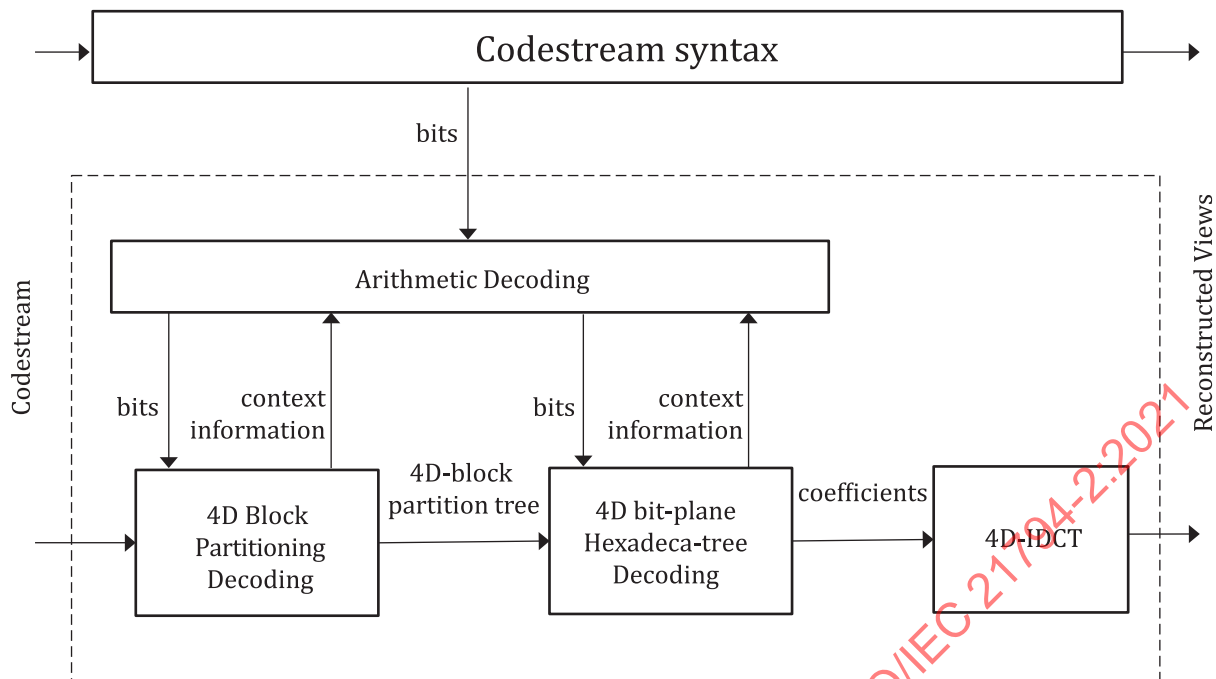 Codestream syntax
bits
Codestream
Reconstructed Views
Arithmetic Decoding
bits
context
information
bits
context
information
4D Block
Partitioning
Decoding
4D-block
partition tree
4D bit-plane
Hexadeca-tree
Decoding
coefficients
4D-IDCT
O/IEC 21794-2:2021